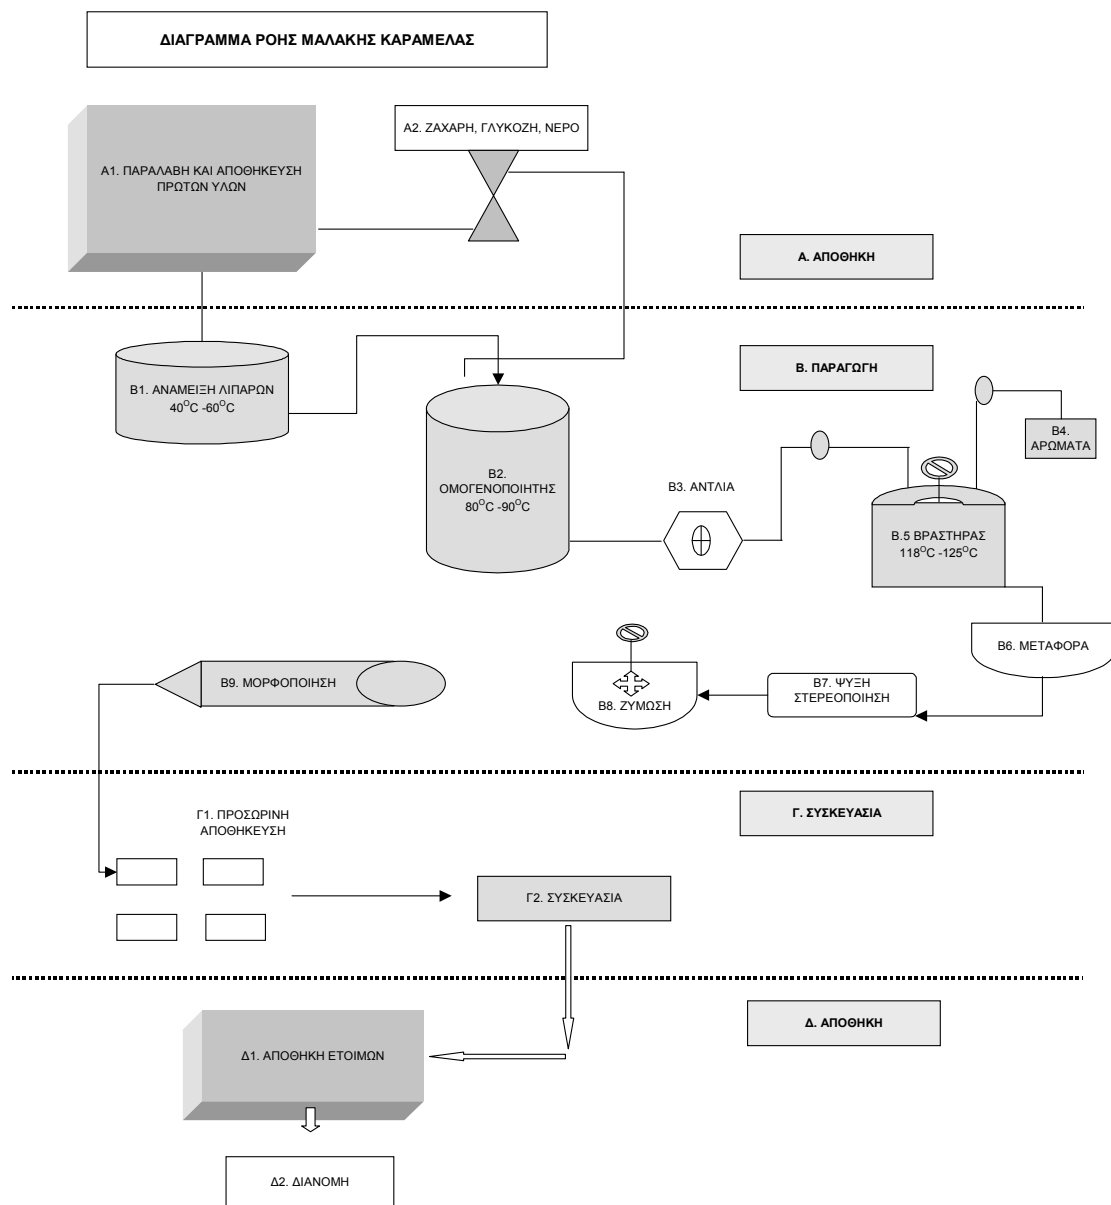 ΔΙΑΓΡΑΜΜΑ ΡΟΗΣ ΜΑΛΑΚΗΣ ΚΑΡΑΜΕΛΑΣ
Α2. ΖΑΧΑΡΗ, ΓΛΥΚΟΖΗ, ΝΕΡΟ
Α1. ΠΑΡΑΛΑΒΗ ΚΑΙ ΑΠΟΘΗΚΕΥΣΗ
ΠΡΩΤΩΝ ΥΛΩΝ
Α. ΑΠΟΘΗΚΗ
Β. ΠΑΡΑΓΩΓΗ
Β1. ΑΝΑΜΕΙΞΗ ΛΙΠΑΡΩΝ
40°C -60°C
Β2.
ΟΜΟΓΕΝΟΠΟΙΗΤΗΣ
80°C -90°C
Β3. ΑΝΤΛΙΑ
Β4.
ΑΡΩΜΑΤΑ
Β.5 ΒΡΑΣΤΗΡΑΣ
118°C -125°C
Β6. ΜΕΤΑΦΟΡΑ
Β7. ΨΥΞΗ
ΣΤΕΡΕΟΠΟΙΗΣΗ
Β8. ΖΥΜΩΣΗ
Β9. ΜΟΡΦΟΠΟΙΗΣΗ
Γ. ΣΥΣΚΕΥΑΣΙΑ
Γ1. ΠΡΟΣΩΡΙΝΗ
ΑΠΟΘΗΚΕΥΣΗ
Γ2. ΣΥΣΚΕΥΑΣΙΑ
Δ. ΑΠΟΘΗΚΗ
Δ1. ΑΠΟΘΗΚΗ ΕΤΟΙΜΩΝ
Δ2. ΔΙΑΝΟΜΗ